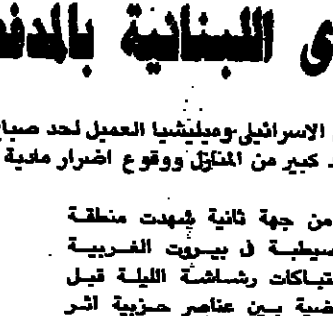 ى اللبنانية بالمدفع
الاسرائيلي وميليشيا العميل لحد صباح
كبير من المنازل ووقوع اضرار مادية
من جهة ثانية شهدت منطقة
صيطبة في بيروت الغربية
تباكات رشاشة الليلة قبل
ضية بين عناصر حزبية اثر